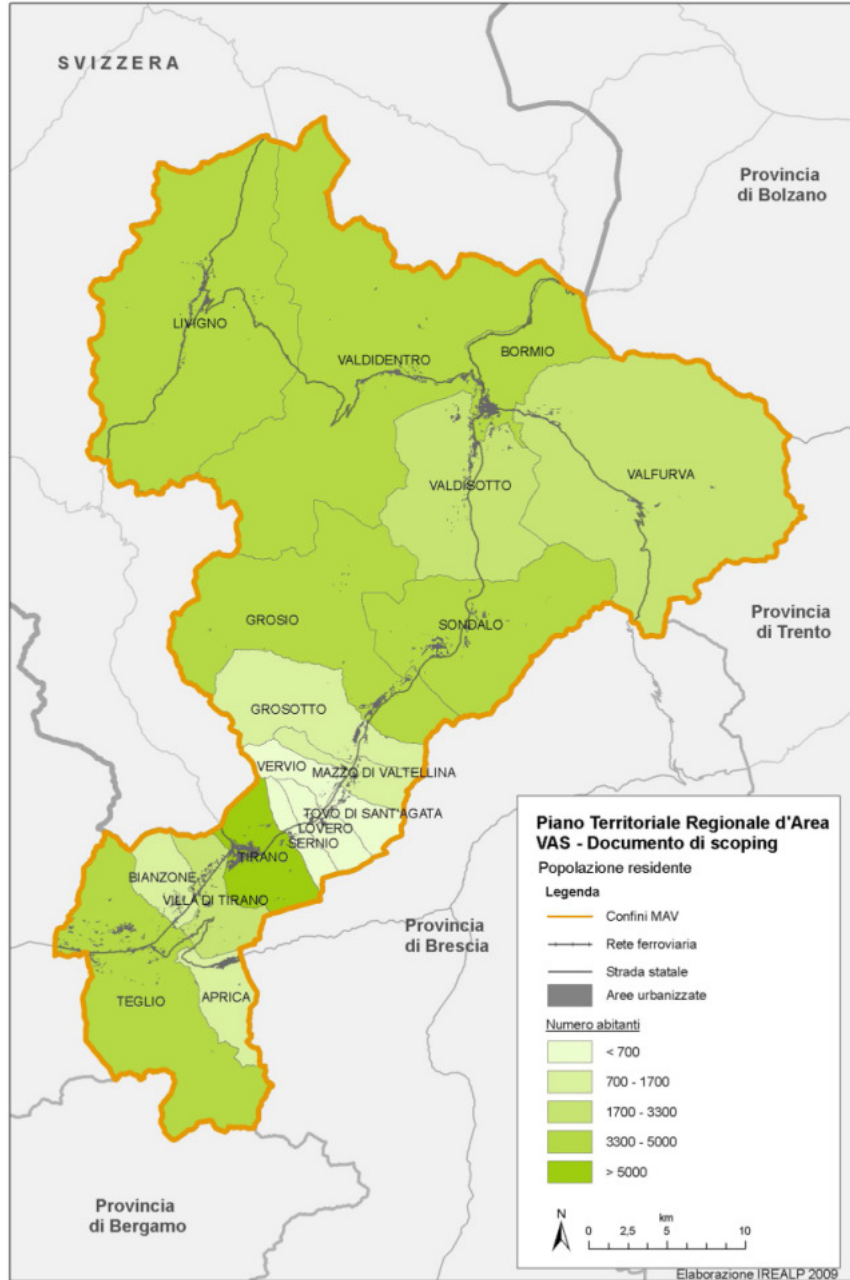 SVIZZERA
Provincia
di Bolzano
LIVIGNO
VALDIDENTRO
BORMIO
VALDISOTTO
VALFURVA
GROSIO
SONDALO
Provincia
di Trento
GROSOTTO
VERVIO
MAZZO DI VALTELLINA
TOVO DI SANT'AGATA
LOVERO
SERNIO
TIRANO
BIANZONE
VILLA DI TIRANO
Provincia
di Brescia
TEGLIO
APRICA
Provincia
di Bergamo
Piano Territoriale Regionale d'Area
VAS - Documento di scoping
Popolazione residente
Legenda
Confini MAV
Rete ferroviaria
Strada statale
Aree urbanizzate
Numero abitanti
< 700
700 - 1700
1700 - 3300
3300 - 5000
> 5000
N
km
0 2,5 5 10
Elaborazione IREALP 2009